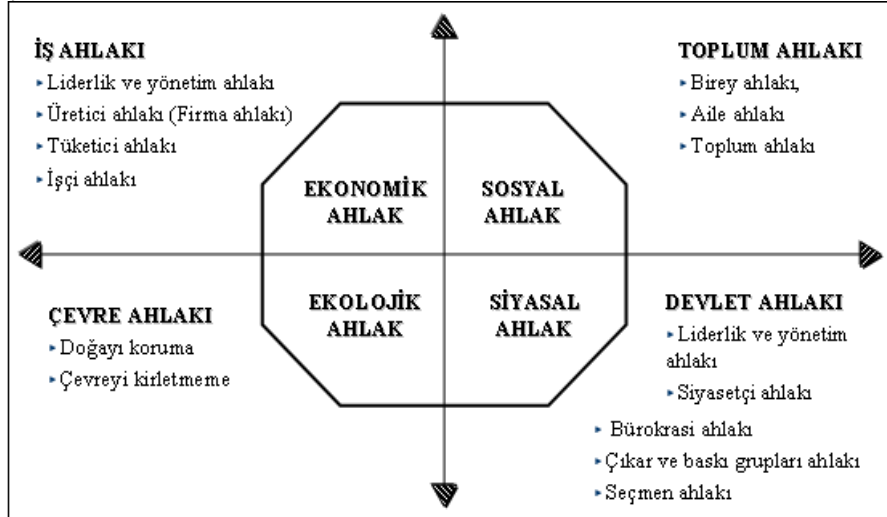 İŞ AHLAKI
Liderlik ve yönetim ahlakı
Üretici ahlakı (Firma ahlakı)
Tüketici ahlakı
İşçi ahlakı
TOPLUM AHLAKI
Birey ahlakı,
Aile ahlakı
Toplum ahlakı
EKONOMİK
AHLAK
SOSYAL
AHLAK
EKOLOJİK
AHLAK
SİYASAL
AHLAK
ÇEVRE AHLAKI
Doğayı koruma
Çevreyi kirletmeme
DEVLET AHLAKI
Liderlik ve yönetim
ahlakı
Siyasetçi ahlakı
Bürokrasi ahlakı
Çıkar ve baskı grupları ahlakı
Seçmen ahlakı